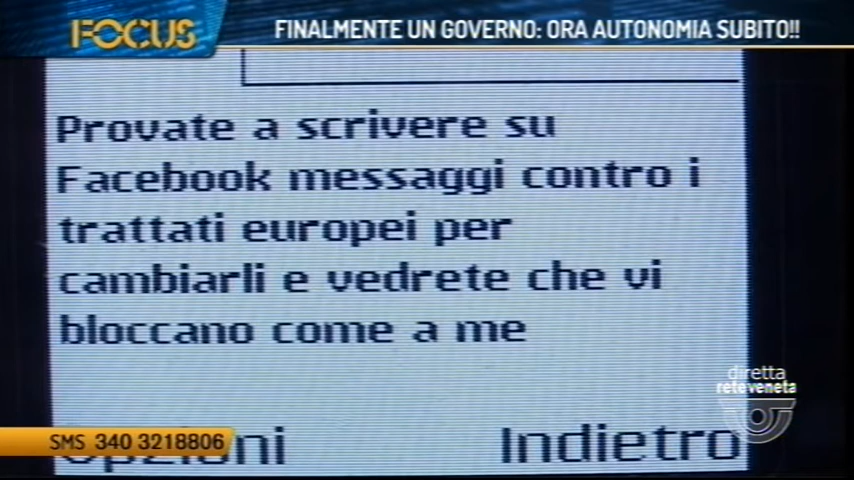 FOCUS
FINALMENTE UN GOVERNO: ORA AUTONOMIA SUBITO!!
Provate a scrivere su
Facebook messaggi contro i
trattati europei per
cambiarli e vedrete che vi
bloccano come a me
diretta
reteveneta
SMS 340 3218806
Opzioni
Indietro